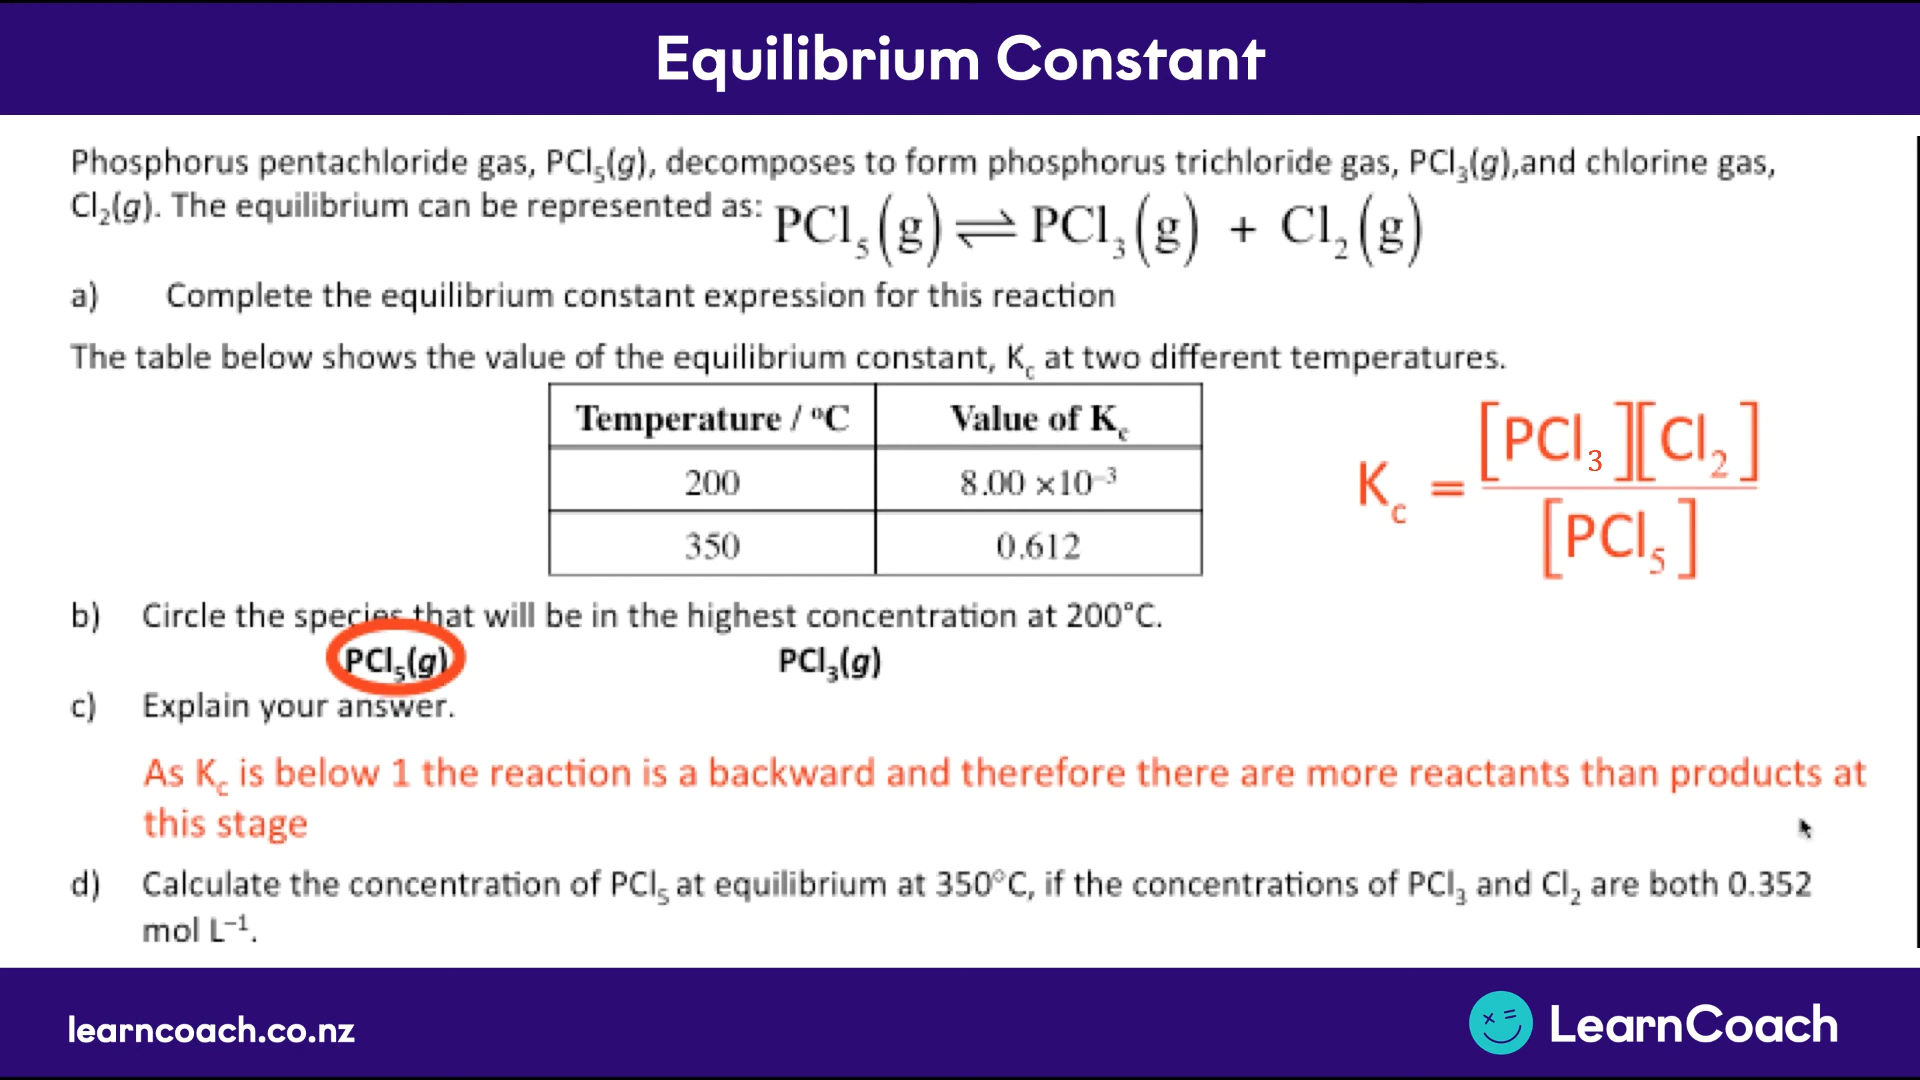 Equilibrium Constant
Phosphorus pentachloride gas, PCl₅(g), decomposes to form phosphorus trichloride gas, PCl₃(g),and chlorine gas,
Cl₂(g). The equilibrium can be represented as: PCl₅(g) ⇌ PCl₃(g) + Cl₂(g)
a) Complete the equilibrium constant expression for this reaction
The table below shows the value of the equilibrium constant, K꜀ at two different temperatures.
Temperature / °C Value of K꜀
200 8.00 ×10⁻³
350 0.612
K꜀ = [PCl₃][Cl₂]
[PCl₅]
b) Circle the species that will be in the highest concentration at 200°C.
PCl₅(g) PCl₃(g)
c) Explain your answer.
As K꜀ is below 1 the reaction is a backward and therefore there are more reactants than products at
this stage
d) Calculate the concentration of PCl₅ at equilibrium at 350°C, if the concentrations of PCl₃ and Cl₂ are both 0.352
mol L⁻¹.
learncoach.co.nz
LearnCoach